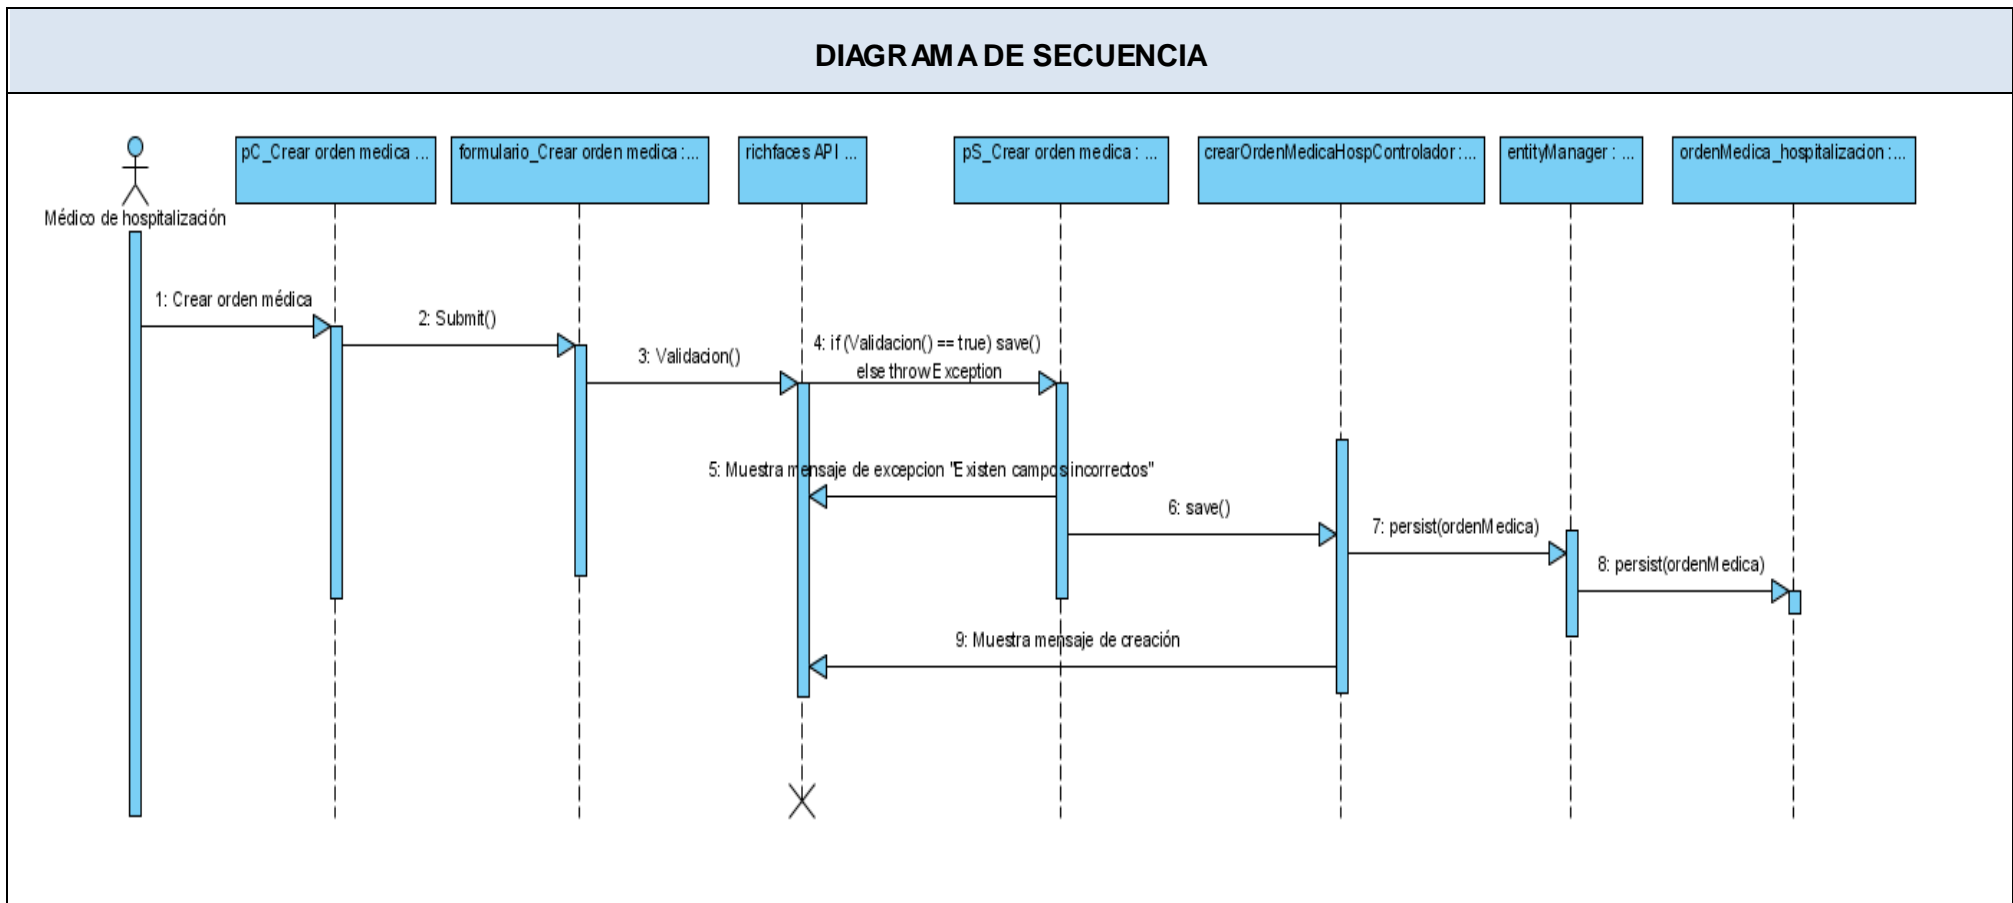 DIAGRAMA DE SECUENCIA
pC_Crear orden medica ...
formulario_Crear orden medica :...
richfaces API ...
pS_Crear orden medica : ...
crearOrdenMedicaHospControlador :...
entityManager : ...
ordenMedica_hospitalizacion :...
Médico de hospitalización
1: Crear orden médica
2: Submit()
3: Validacion()
4: if (Validacion() == true) save()
else throwException
5: Muestra mensaje de excepcion "Existen campos incorrectos"
6: save()
7: persist(ordenMedica)
8: persist(ordenMedica)
9: Muestra mensaje de creación